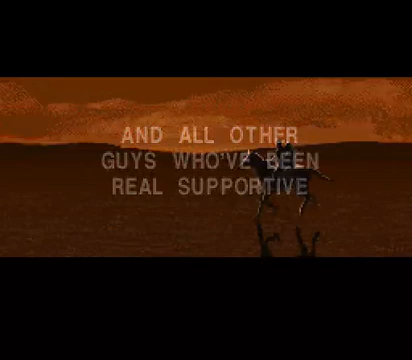 AND ALL OTHER
GUYS WHO'VE BEEN
REAL SUPPORTIVE